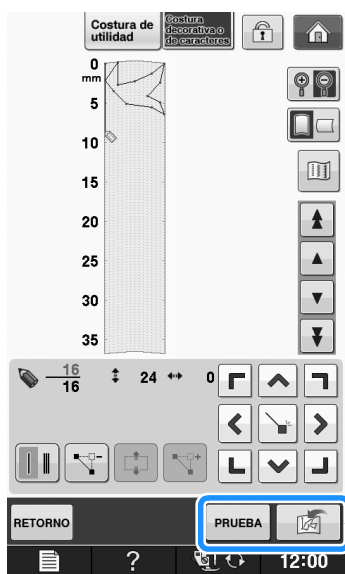 Costura de
utilidad
Costura
decorativa o
de caracteres
0
mm
5
10
15
20
25
30
35
16
16
24
0
RETORNO
PRUEBA
?
12:00